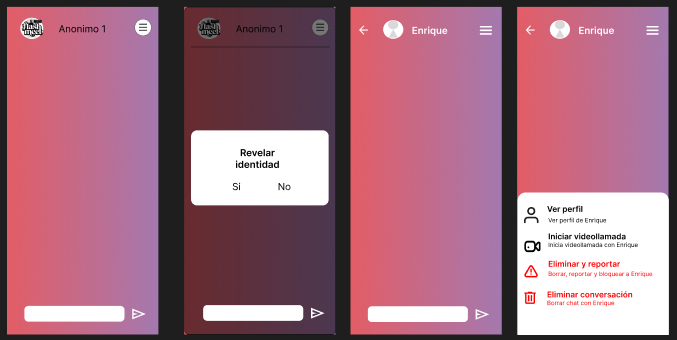 flash
meet
Anonimo 1
flash
meet
Anonimo 1
Revelar
identidad
Si No
Enrique
Enrique
Ver perfil
Ver perfil de Enrique
Iniciar videollamada
Inicia videollamada con Enrique
Eliminar y reportar
Borrar, reportar y bloquear a Enrique
Eliminar conversación
Borrar chat con Enrique